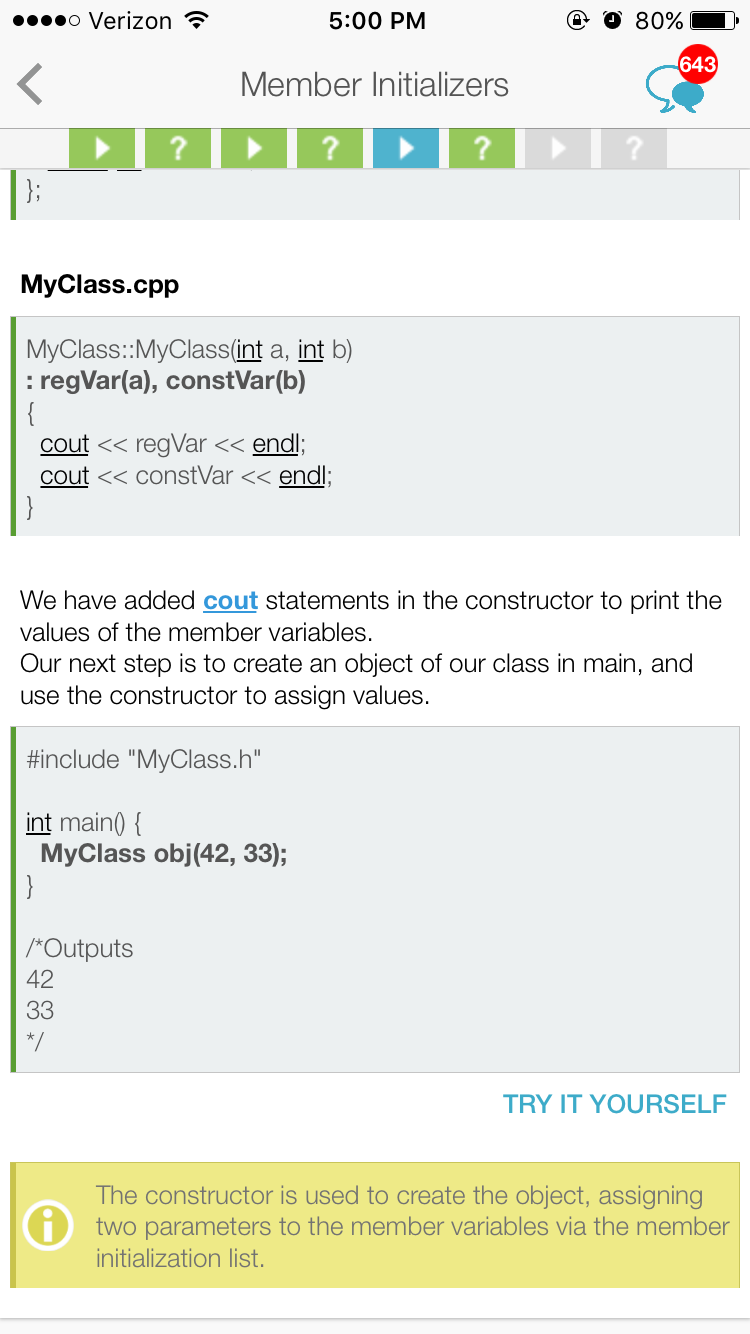 Verizon 5:00 PM 80%
Member Initializers 643
? ? ? ?
};
MyClass.cpp
MyClass::MyClass(int a, int b)
: regVar(a), constVar(b)
{
cout << regVar << endl;
cout << constVar << endl;
}
We have added cout statements in the constructor to print the
values of the member variables.
Our next step is to create an object of our class in main, and
use the constructor to assign values.
#include "MyClass.h"
int main() {
MyClass obj(42, 33);
}
/*Outputs
42
33
*/
TRY IT YOURSELF
The constructor is used to create the object, assigning
two parameters to the member variables via the member
initialization list.